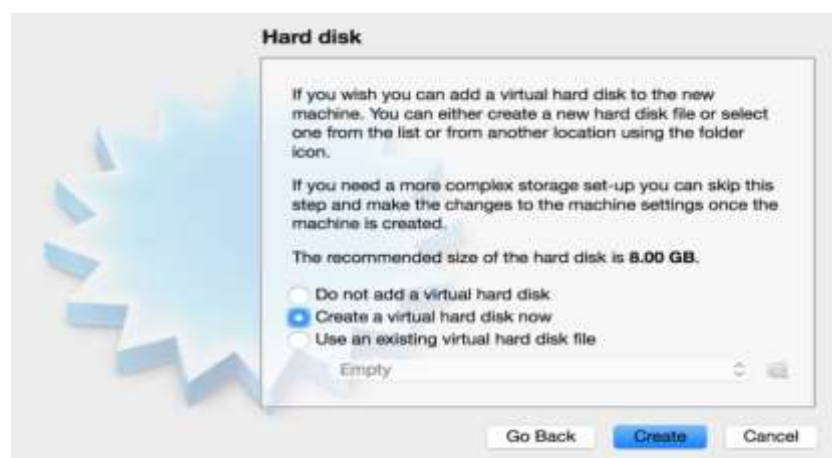 Hard disk
If you wish you can add a virtual hard disk to the new
machine. You can either create a new hard disk file or select
one from the list or from another location using the folder
icon.
If you need a more complex storage set-up you can skip this
step and make the changes to the machine settings once the
machine is created.
The recommended size of the hard disk is 8.00 GB.
Do not add a virtual hard disk
Create a virtual hard disk now
Use an existing virtual hard disk file
Empty
Go Back
Create
Cancel